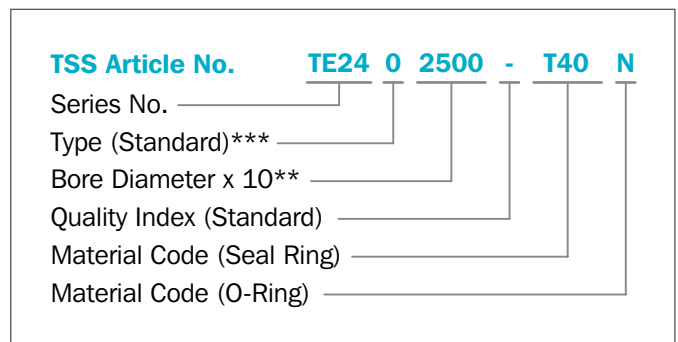 TSS Article No. TE24 0 2500 - T40 N
Series No.
Type (Standard)***
Bore Diameter x 10**
Quality Index (Standard)
Material Code (Seal Ring)
Material Code (O-Ring)